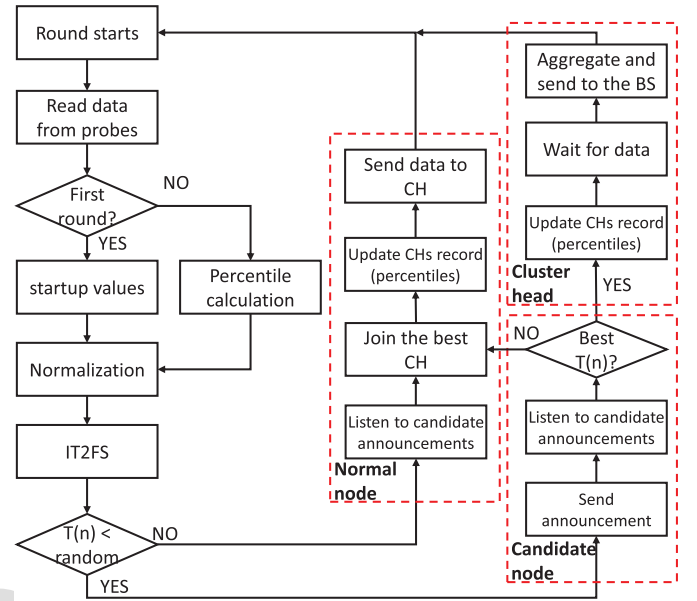 Round starts
Read data
from probes
First
round?
NO
YES
startup values
Percentile
calculation
Normalization
IT2FS
T(n) <
random
NO
YES
Send data to
CH
Update CHs record
(percentiles)
Join the best
CH
Listen to candidate
announcements
Normal
node
Aggregate and
send to the BS
Wait for data
Update CHs record
(percentiles)
Cluster
head
YES
NO
Best
T(n)?
Listen to candidate
announcements
Send
announcement
Candidate
node